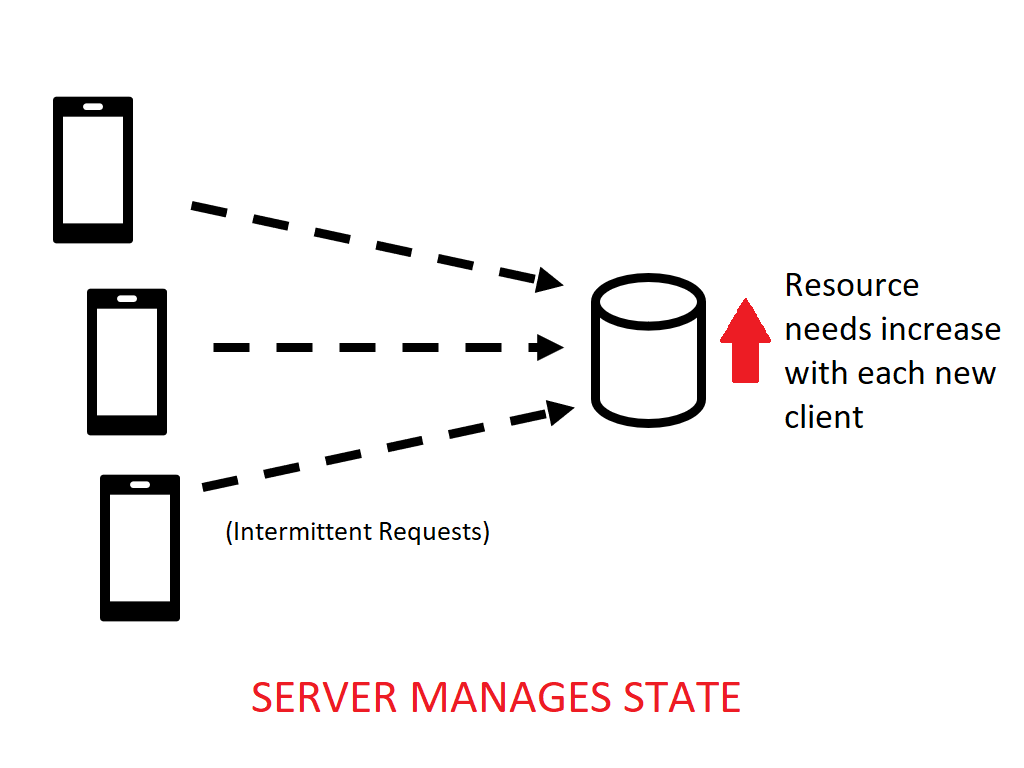 Resource
needs increase
with each new
client
(Intermittent Requests)
SERVER MANAGES STATE